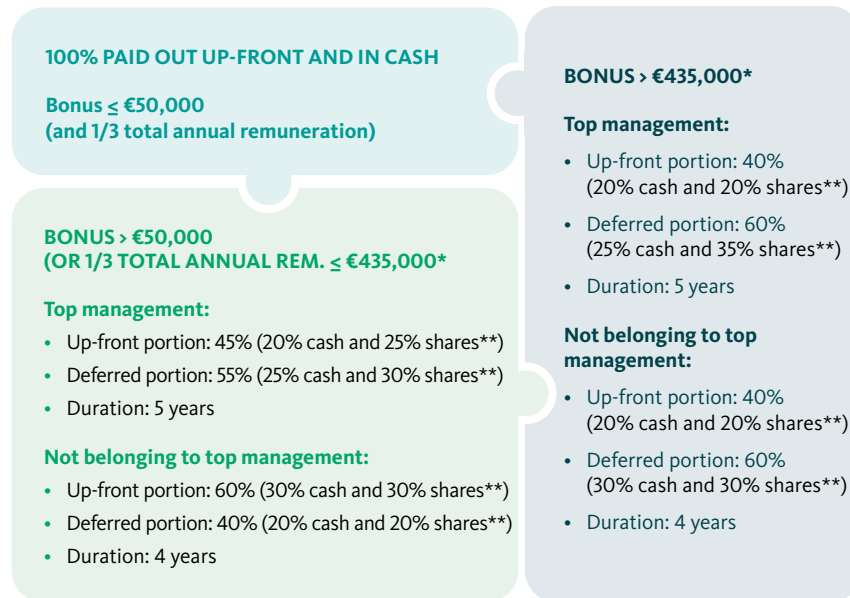 100% PAID OUT UP-FRONT AND IN CASH
Bonus ≤ €50,000
(and 1/3 total annual remuneration)
BONUS > €50,000
(OR 1/3 TOTAL ANNUAL REM. ≤ €435,000*
Top management:
• Up-front portion: 45% (20% cash and 25% shares**)
• Deferred portion: 55% (25% cash and 30% shares**)
• Duration: 5 years
Not belonging to top management:
• Up-front portion: 60% (30% cash and 30% shares**)
• Deferred portion: 40% (20% cash and 20% shares**)
• Duration: 4 years
BONUS > €435,000*
Top management:
• Up-front portion: 40%
(20% cash and 20% shares**)
• Deferred portion: 60%
(25% cash and 35% shares**)
• Duration: 5 years
Not belonging to top
management:
• Up-front portion: 40%
(20% cash and 20% shares**)
• Deferred portion: 60%
(30% cash and 30% shares**)
• Duration: 4 years